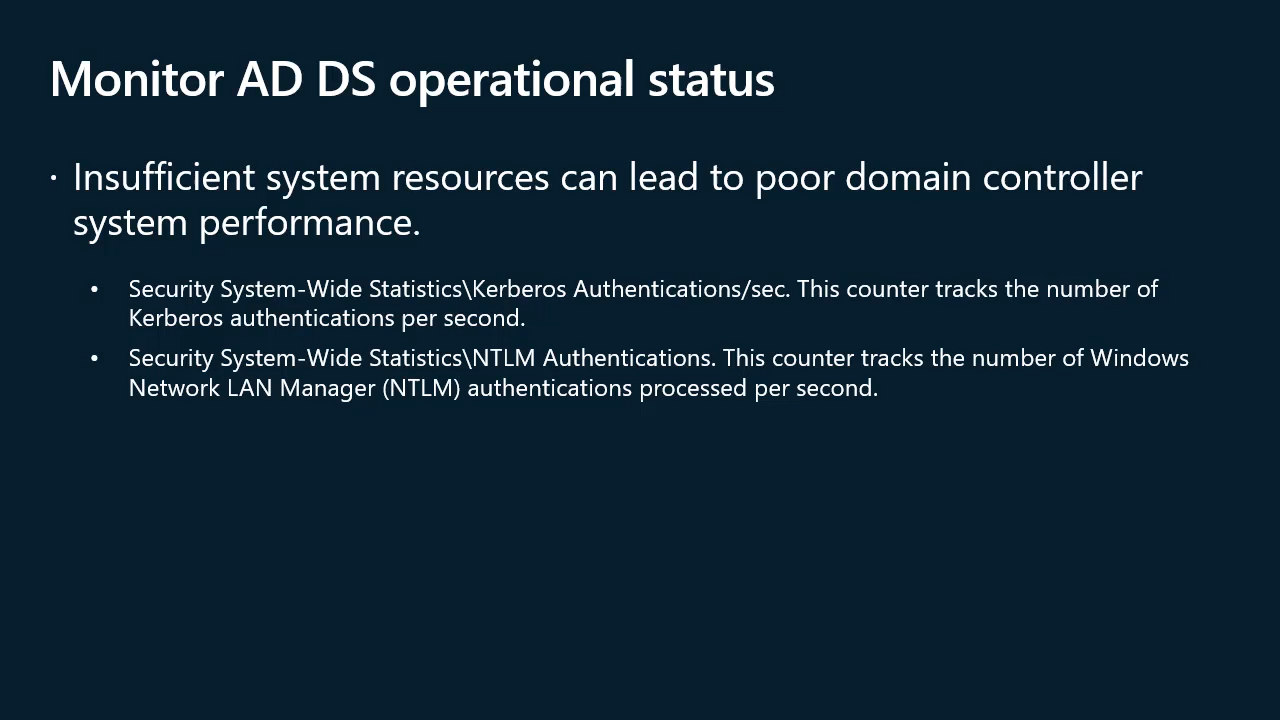 Monitor AD DS operational status
· Insufficient system resources can lead to poor domain controller
system performance.
• Security System-Wide Statistics\Kerberos Authentications/sec. This counter tracks the number of
Kerberos authentications per second.
• Security System-Wide Statistics\NTLM Authentications. This counter tracks the number of Windows
Network LAN Manager (NTLM) authentications processed per second.